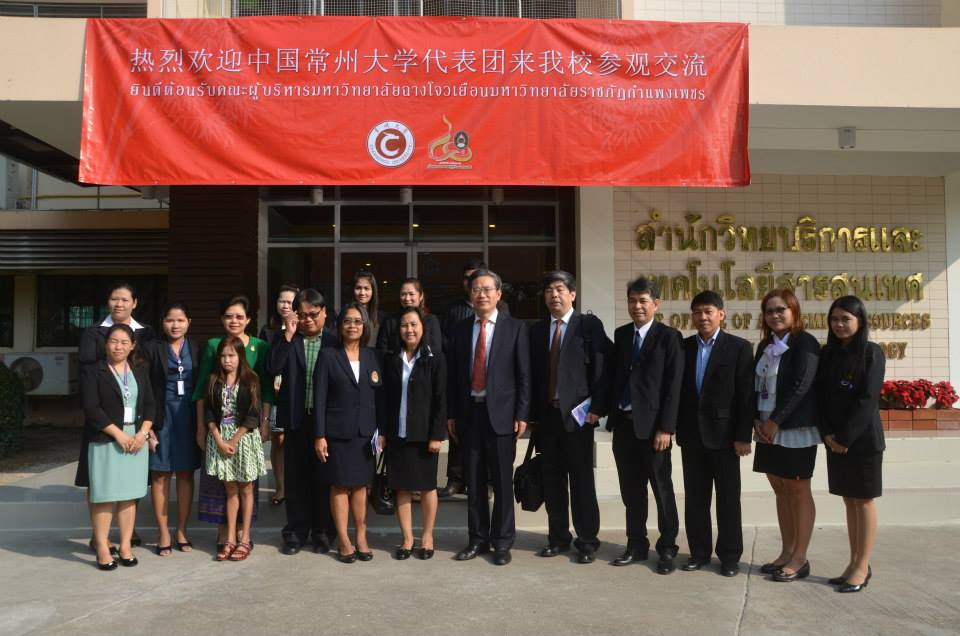 热烈欢迎中国常州大学代表团来我校参观交流
ยินดีต้อนรับคณะผู้บริหารมหาวิทยาลัยฉางโจวเยือนมหาวิทยาลัยราชภัฏกำแพงเพชร
สำนักวิทยบริการและ
เทคโนโลยีสารสนเทศ